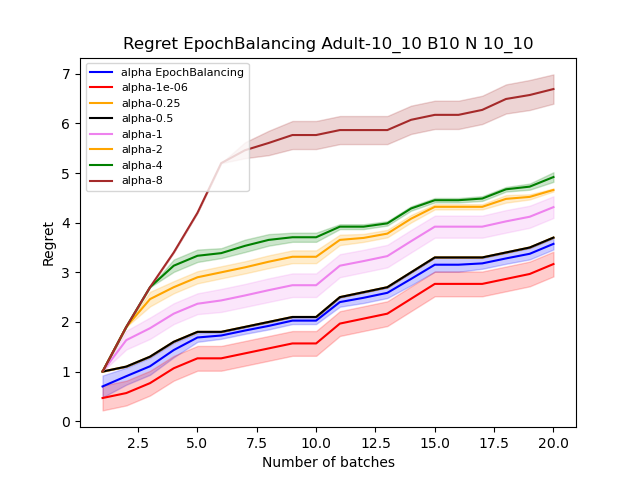 Regret EpochBalancing Adult-10_10 B10 N 10_10
alpha EpochBalancing
alpha-1e-06
alpha-0.25
alpha-0.5
alpha-1
alpha-2
alpha-4
alpha-8
Regret
7
6
5
4
3
2
1
0
2.5 5.0 7.5 10.0 12.5 15.0 17.5 20.0
Number of batches